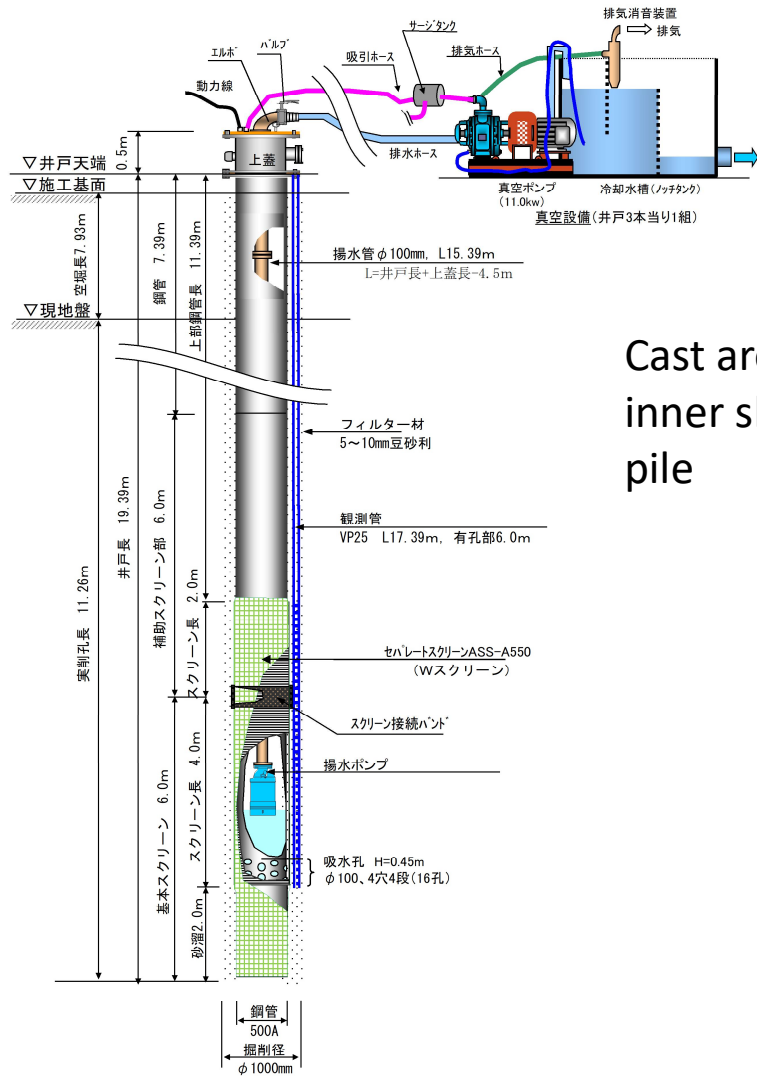 排気消音装置
排気
サージタンク
バルブ
エルボ
吸引ホース
排気ホース
動力線
0.5m
上蓋
排水ホース
▽井戸天端
▽施工基面
真空ポンプ
(11.0kw)
冷却水槽(ノッチタンク)
真空設備(井戸3本当り1組)
空堀長7.93m
鋼管 7.39m
上部鋼管長 11.39m
揚水管φ100mm, L15.39m
L=井戸長+上蓋長-4.5m
▽現地盤
フィルター材
5～10mm豆砂利
観測管
VP25 L17.39m, 有孔部6.0m
実削孔長 11.26m
井戸長 19.39m
補助スクリーン部 6.0m
スクリーン長 2.0m
セパレートスクリーンASS-A550
(Wスクリーン)
スクリーン接続バンド
揚水ポンプ
基本スクリーン 6.0m
スクリーン長 4.0m
吸水孔 H=0.45m
φ100、4穴4段(16孔)
砂溜2.0m
鋼管
500A
掘削径
φ1000mm
Cast
inner
pile